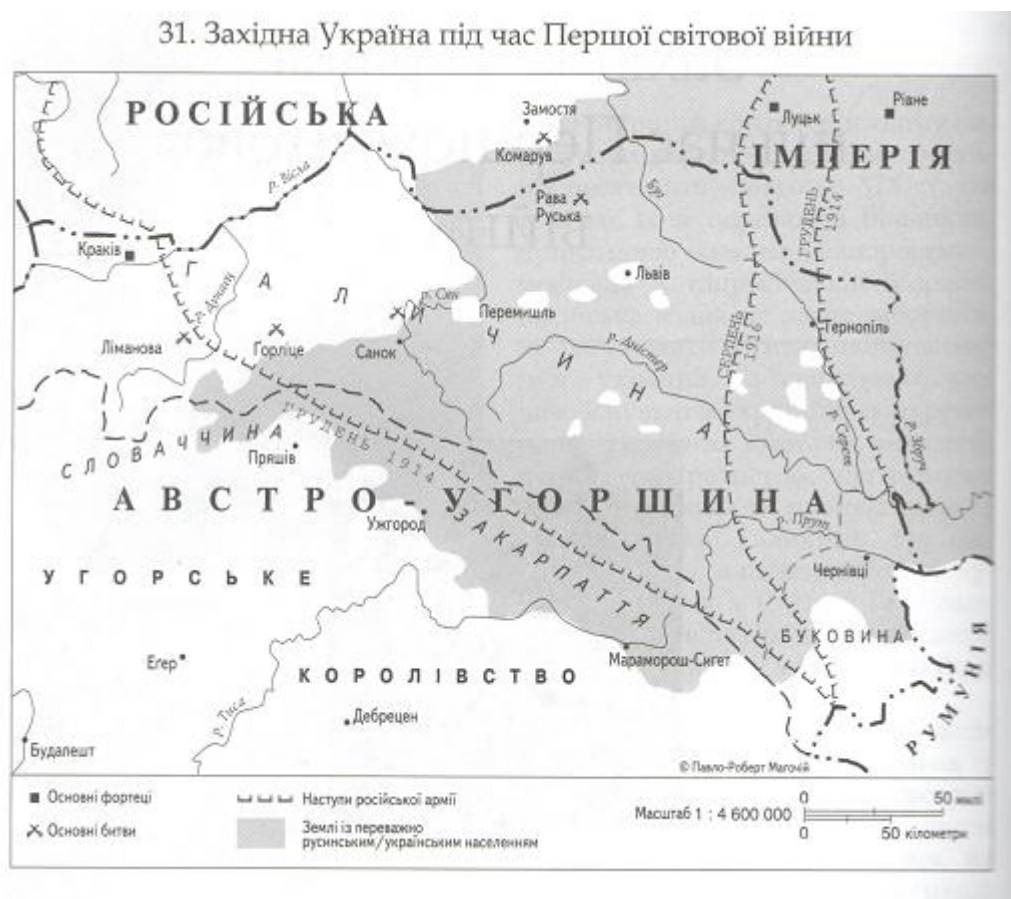 31. Західна Україна під час Першої світової війни
РОСІЙСЬКА
ІМПЕРІЯ
Замостя
Комарув
Луцьк
Рівне
р. Вісла
Рава
Руська
Буг
ГРУДЕНЬ
1914
Краків
Львів
ГАЛИЧИНА
р. Дунаєц
р. Сян
Перемишль
Ліманова
Горліце
Санок
р. Дністер
СЕРПЕНЬ
1916
Тернопіль
р. Серет
р. Збруч
СЛОВАЧЧИНА
Пряшів
ГРУДЕНЬ 1914
АВСТРО-УГОРЩИНА
Ужгород
ЗАКАРПАТТЯ
р. Прут
Чернівці
УГОРСЬКЕ
КОРОЛІВСТВО
БУКОВИНА
Мараморош-Сигет
РУМУНІЯ
Егер
р. Тиса
Дебрецен
Будапешт
© Павло-Роберт Маґочій
Основні фортеці
Основні битви
Наступи російської армії
Землі із переважно
русинським/українським населенням
Масштаб 1 : 4 600 000
0 50 милі
0 50 кілометри